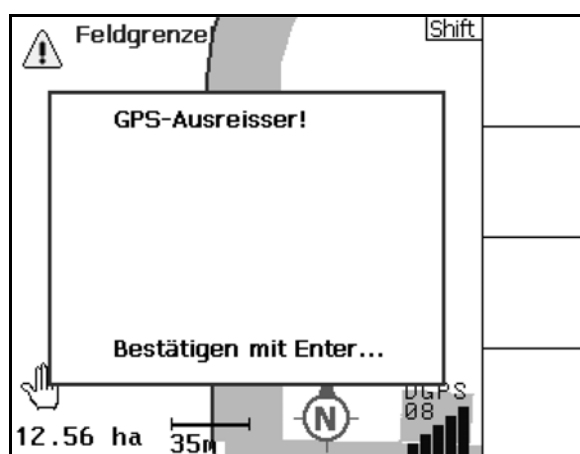 Feldgrenze
Shift
GPS-Ausreisser!
Bestätigen mit Enter...
DGPS
08
N
12.56 ha
35m